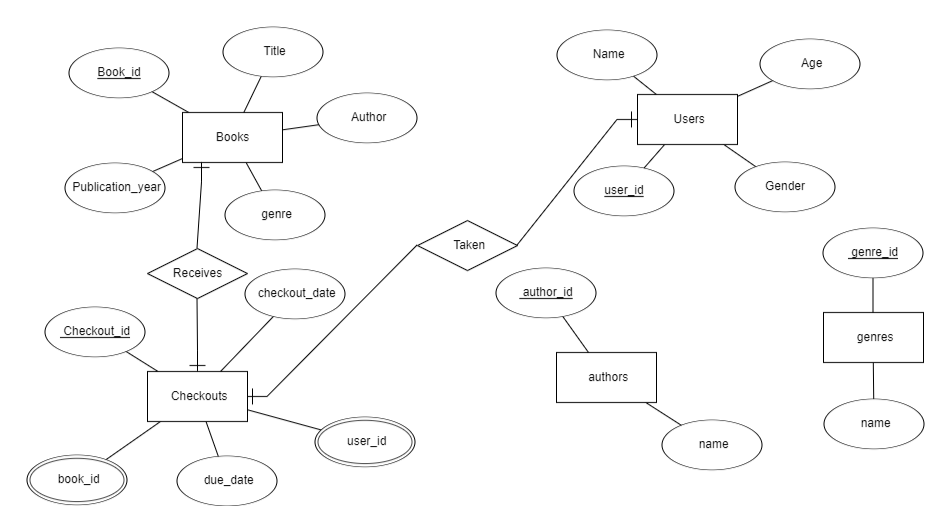 Title
Name
Age
Book_id
Author
Users
Books
Publication_year
genre
user_id
Gender
Taken
genre_id
Receives
checkout_date
author_id
Checkout_id
genres
authors
Checkouts
name
user_id
name
book_id
due_date